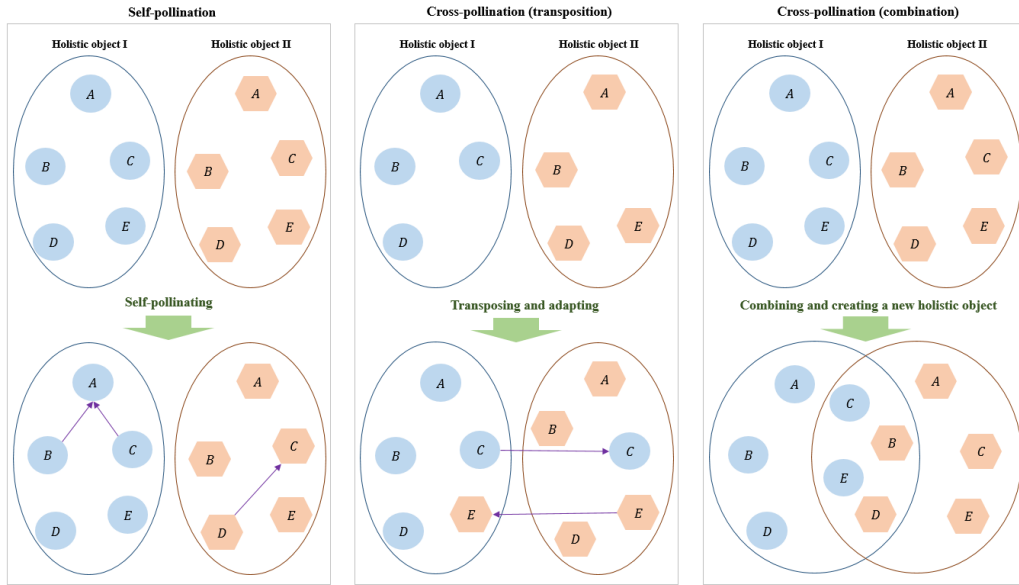 Self-pollination
Holistic object I Holistic object II
A
A
B
C
C
B
D
E
E
D
Self-pollinating
A
A
B
C
C
B
D
E
E
D
Cross-pollination (transposition)
Holistic object I Holistic object II
A
A
B
C
B
D
E
D
Transposing and adapting
A
A
B
B
C
C
D
E
E
D
Cross-pollination (combination)
Holistic object I Holistic object II
A
A
B
C
C
B
D
E
E
D
Combining and creating a new holistic object
A
A
C
B
B
C
E
D
D
E